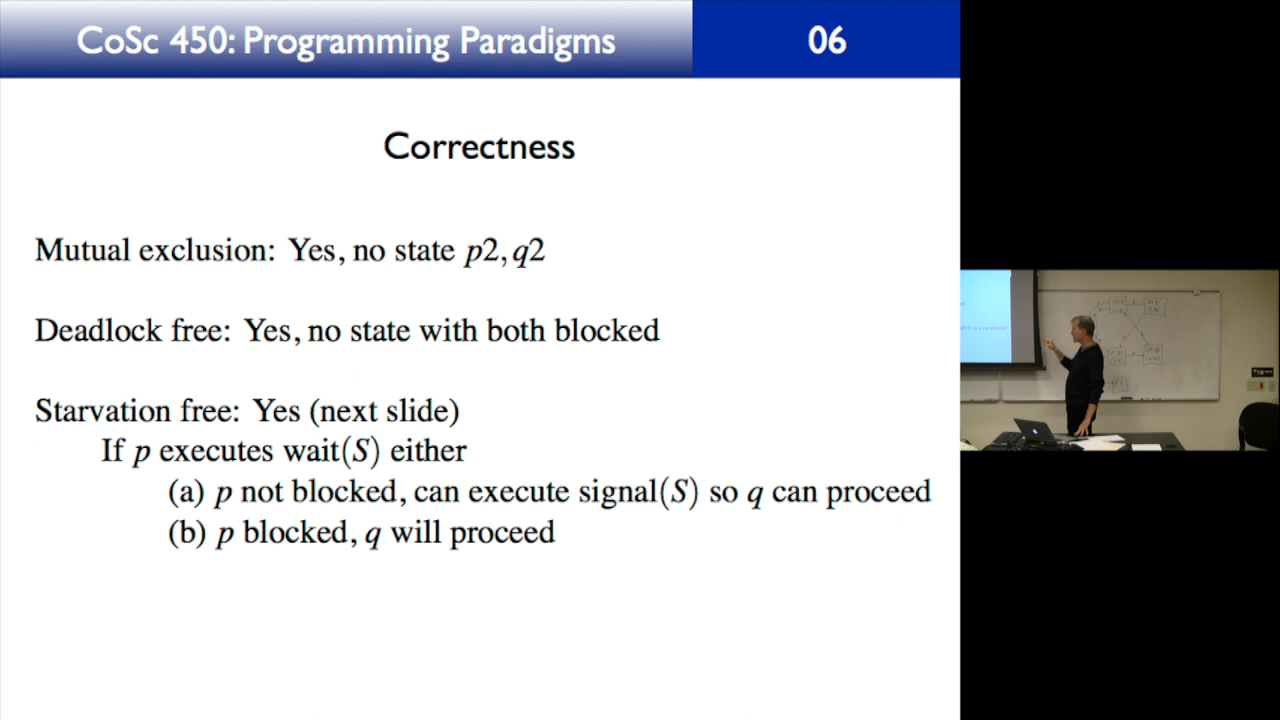 CoSc 450: Programming Paradigms
06
Correctness
Mutual exclusion: Yes, no state p2, q2
Deadlock free: Yes, no state with both blocked
Starvation free: Yes (next slide)
If p executes wait(S) either
(a) p not blocked, can execute signal(S) so q can proceed
(b) p blocked, q will proceed